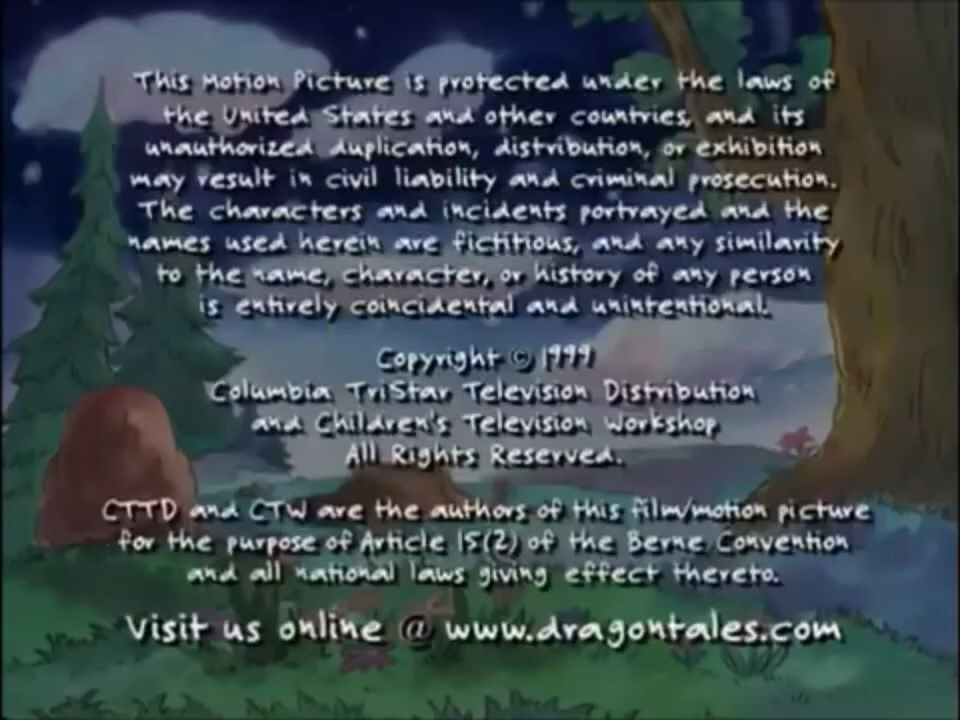 This Motion Picture is protected under the laws of
the United States and other countries, and its
unauthorized duplication, distribution, or exhibition
may result in civil liability and criminal prosecution.
The characters and incidents portrayed and the
names used herein are fictitious, and any similarity
to the name, character, or history of any person
is entirely coincidental and unintentional.
Copyright © 1999
Columbia TriStar Television Distribution
and Children's Television Workshop
All Rights Reserved.
CTTD and CTW are the authors of this film/motion picture
for the purpose of Article 15(2) of the Berne Convention
and all national laws giving effect thereto.
Visit us online @ www.dragontales.com